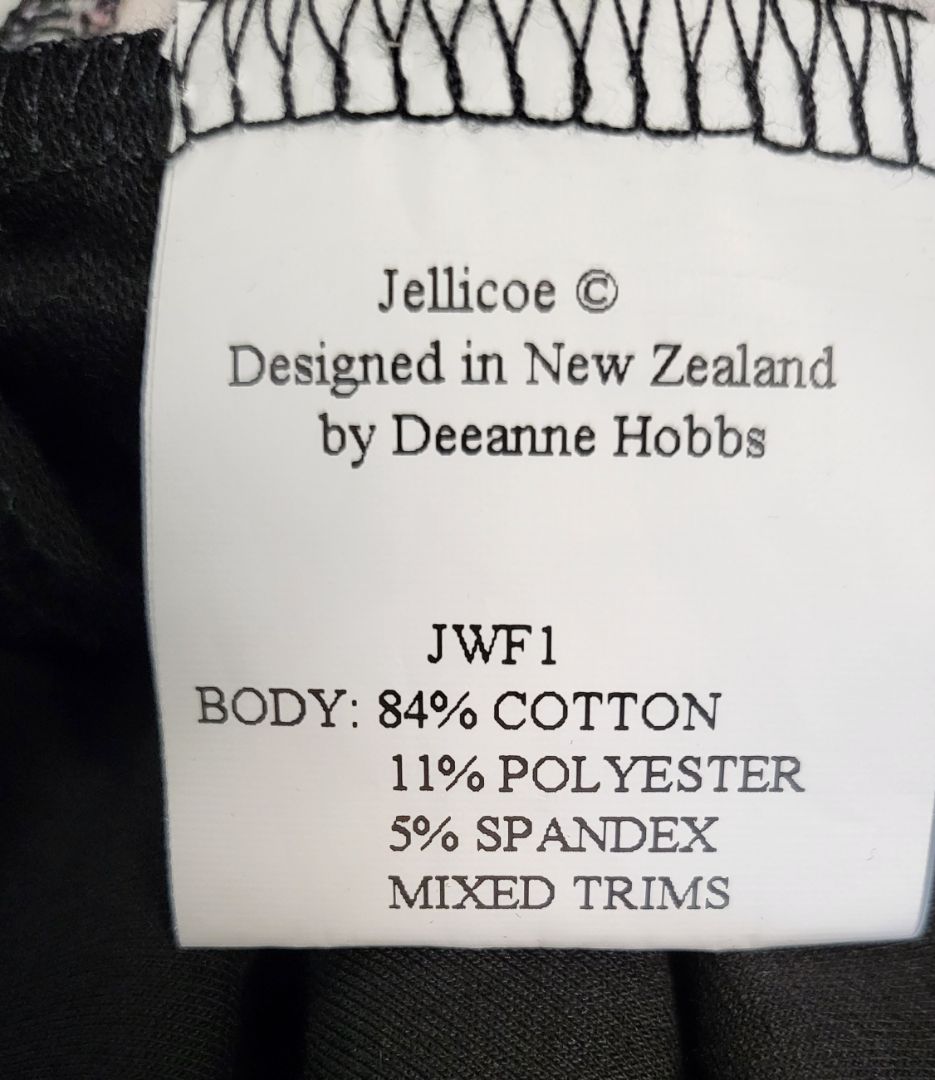 Jellicoe ©
Designed in New Zealand
by Deeanne Hobbs
JWF1
BODY: 84% COTTON
11% POLYESTER
5% SPANDEX
MIXED TRIMS